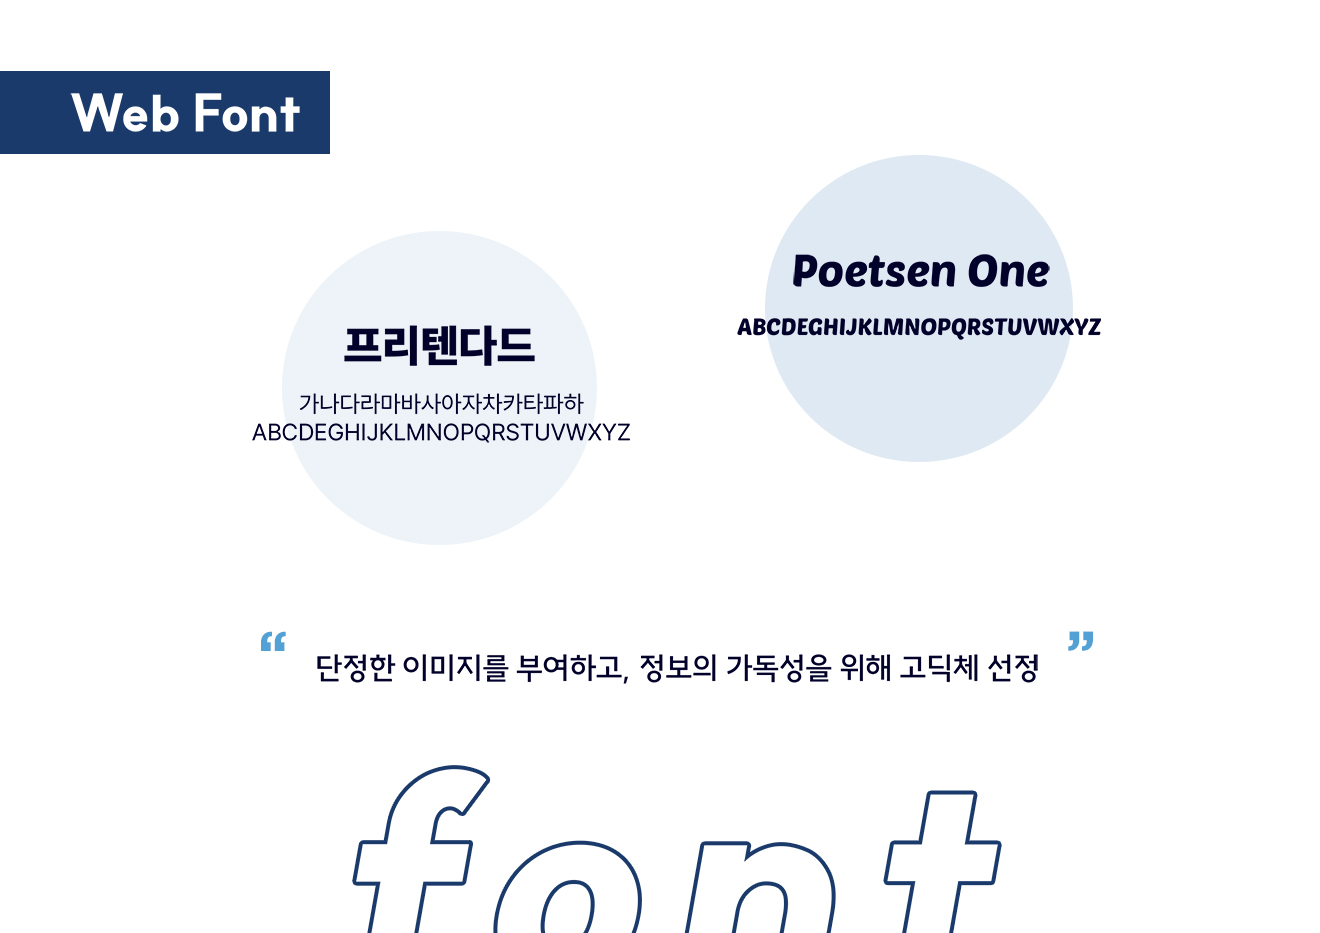 Web Font
Poetsen One
ABCDEGHIJKLMNOPQRSTUVWXYZ
프리텐다드
가나다라마바사아자차카타파하
ABCDEGHIJKLMNOPQRSTUVWXYZ
“ 단정한 이미지를 부여하고, 정보의 가독성을 위해 고딕체 선정 ”
font